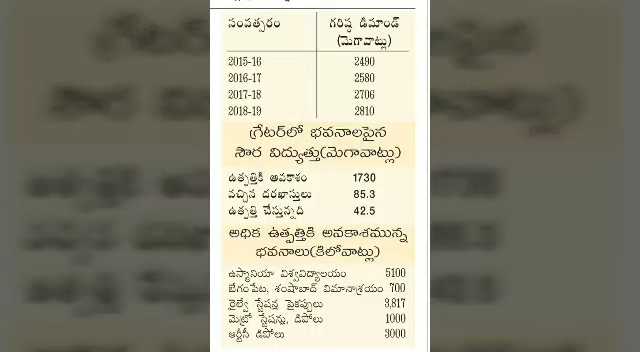 సంవత్సరం గరిష్ఠ డిమాండ్
(మెగావాట్లు)
2015-16 2490
2016-17 2580
2017-18 2706
2018-19 2810
గ్రేటర్‌లో భవనాలపైన
సౌర విద్యుత్తు(మెగావాట్లు)
ఉత్పత్తికి అవకాశం 1730
వచ్చిన దరఖాస్తులు 85.3
ఉత్పత్తి చేస్తున్నది 42.5
అధిక ఉత్పత్తికి అవకాశమున్న
భవనాలు(కిలోవాట్లు)
ఉస్మానియా విశ్వవిద్యాలయం 5100
బేగంపేట, శంషాబాద్ విమానాశ్రయం 700
రైల్వే స్టేషన్ల పైకప్పులు 3,817
మెట్రో స్టేషన్లు, డిపోలు 1000
ఆర్టీసీ డిపోలు 3000